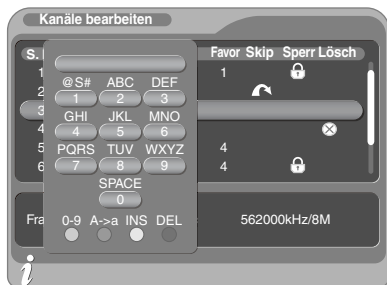 Kanäle bearbeiten
S. Favor Skip Sperr Lösch
1 1
2
3
4
5 4
6 4
@S# ABC DEF
1 2 3
GHI JKL MNO
4 5 6
PQRS TUV WXYZ
7 8 9
SPACE
0
0-9 A->a INS DEL
Fra 562000kHz/8M
i